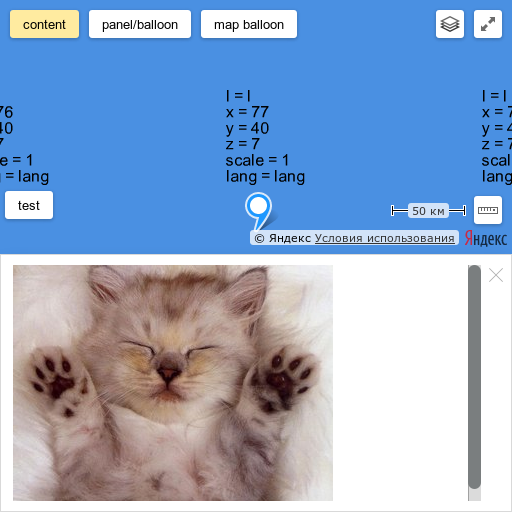 content panel/balloon map balloon
l = l l = l
76 x = 77 x = 7
40 y = 40 y = 4
7 z = 7 z = 7
e = 1 scale = 1 scal
= lang lang = lang lang
test
50 км
© Яндекс Условия использования Яндекс